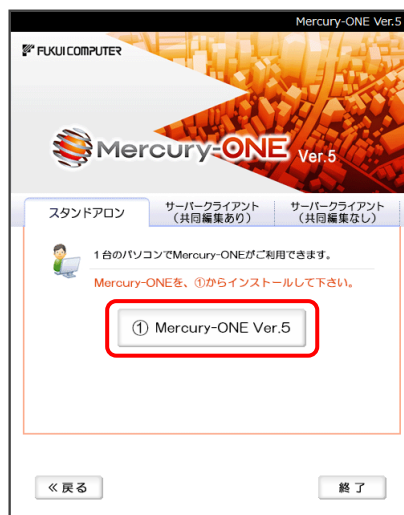 Mercury-ONE Ver.5
FUKUI COMPUTER
Mercury-ONE Ver.5
スタンドアロン
サーバークライアント
（共同編集あり）
サーバークライアント
（共同編集なし）
1台のパソコンでMercury-ONEがご利用できます。
Mercury-ONEを、①からインストールして下さい。
① Mercury-ONE Ver.5
≪戻る
終了